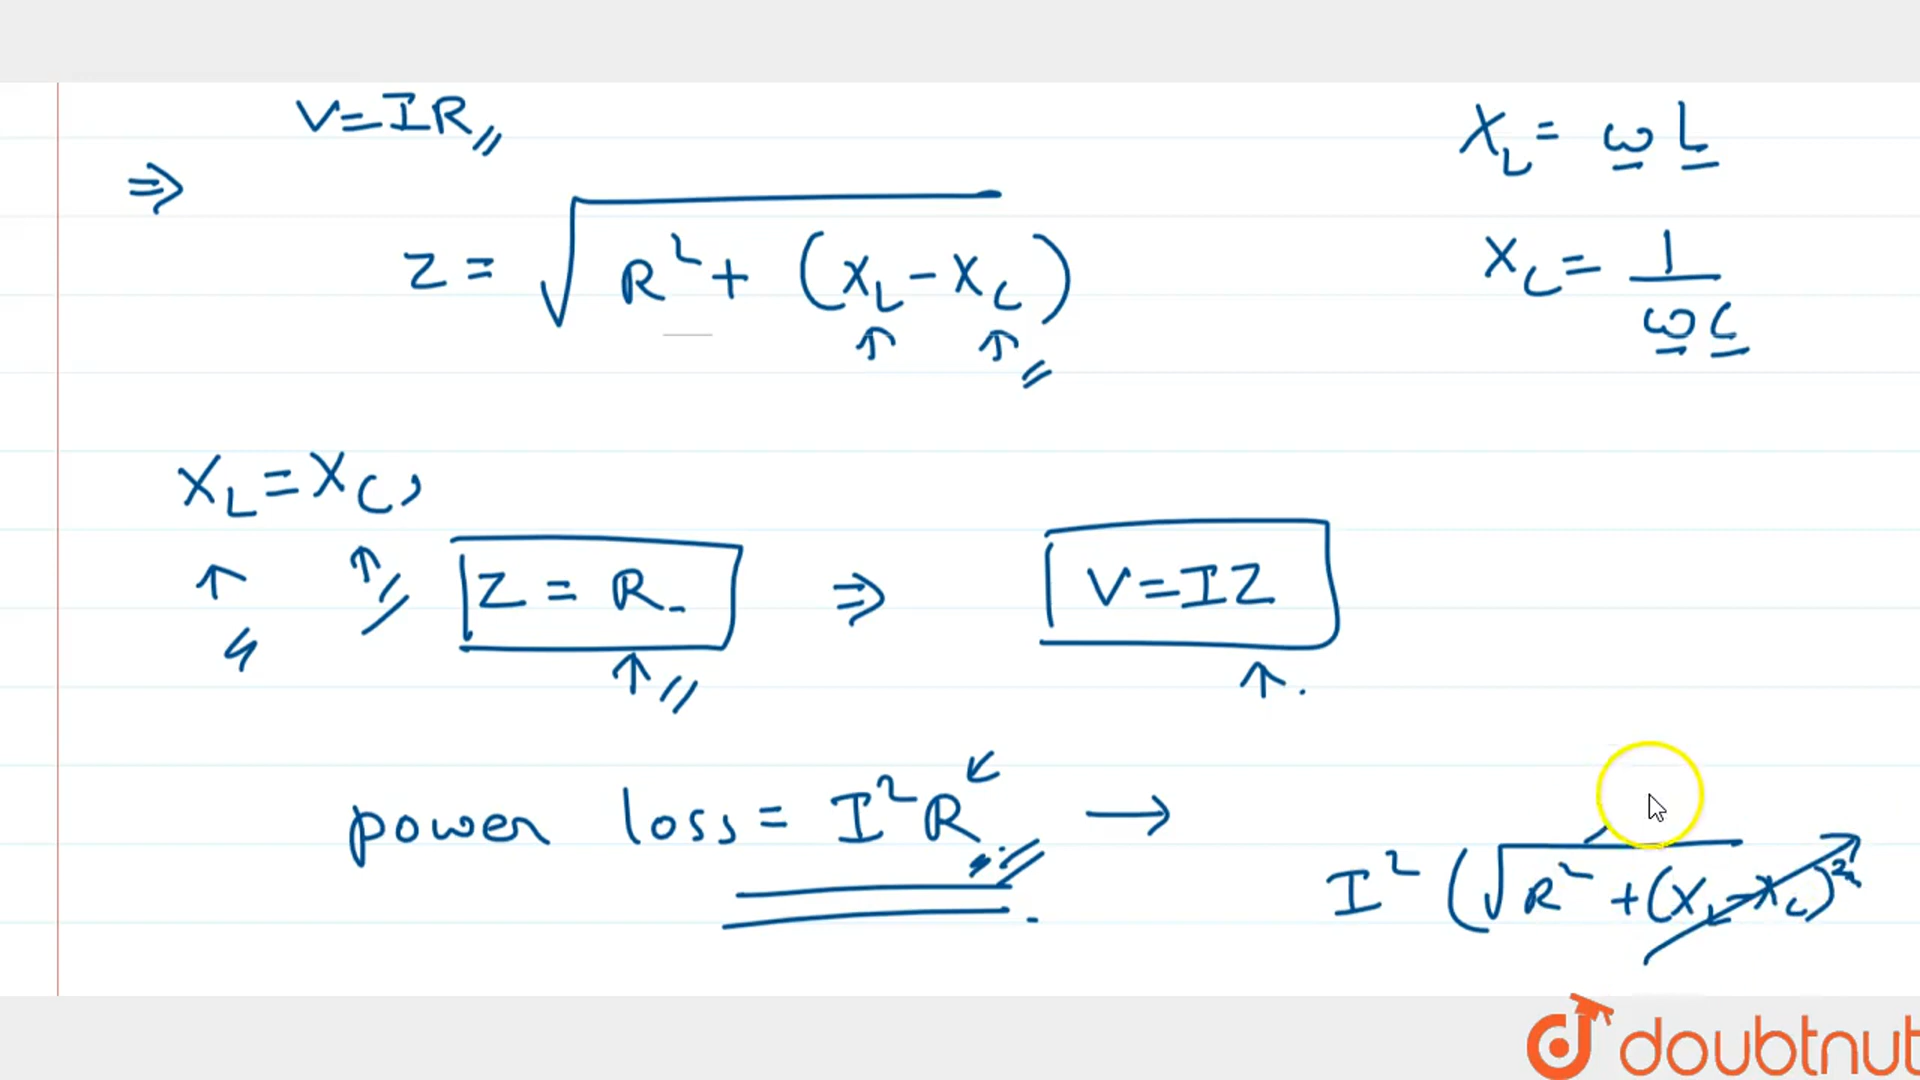 V=IR
X_L = ωL
⇒
Z = √R² + (X_L - X_C)
X_C = 1/ωC
X_L = X_C,
Z = R ⇒ V = IZ
power loss = I²R →
I² (√R² + (X_L - X_C)²
doubtnut